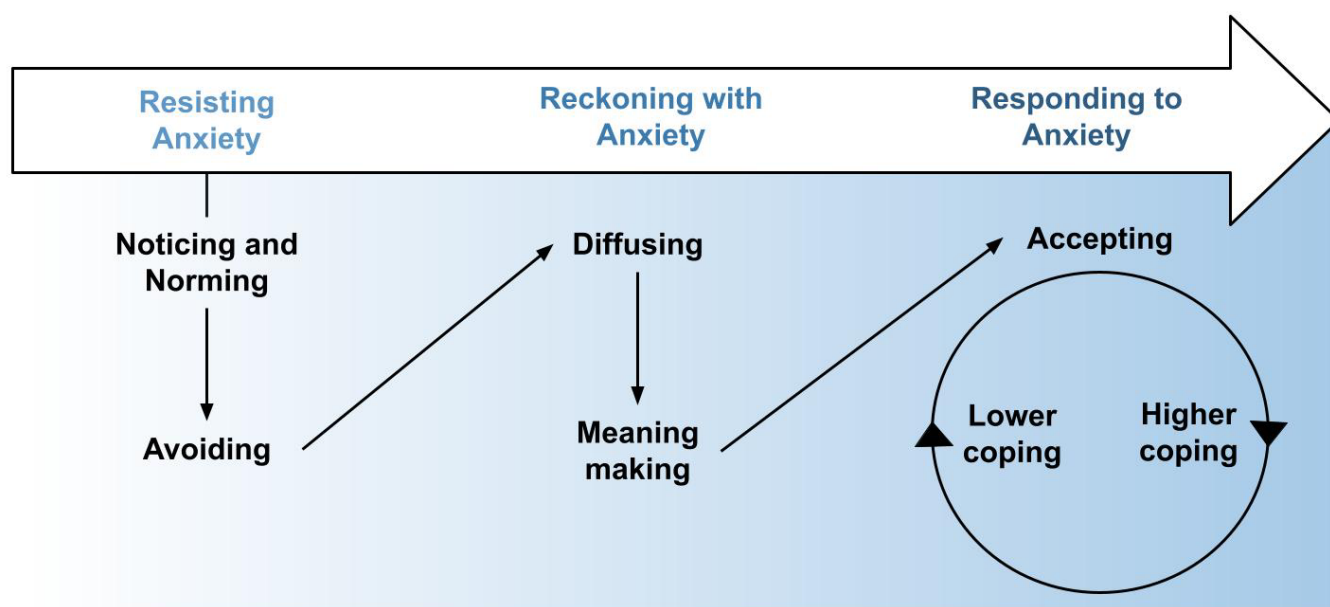 Resisting
Anxiety
Reckoning with
Anxiety
Responding to
Anxiety
Noticing and
Norming
Avoiding
Diffusing
Meaning
making
Accepting
Lower
coping
Higher
coping